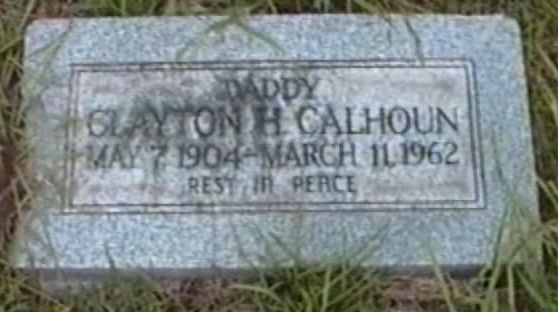 DADDY
CLAYTON H. CALHOUN
MAY 7, 1904-MARCH 11, 1962
REST IN PEACE